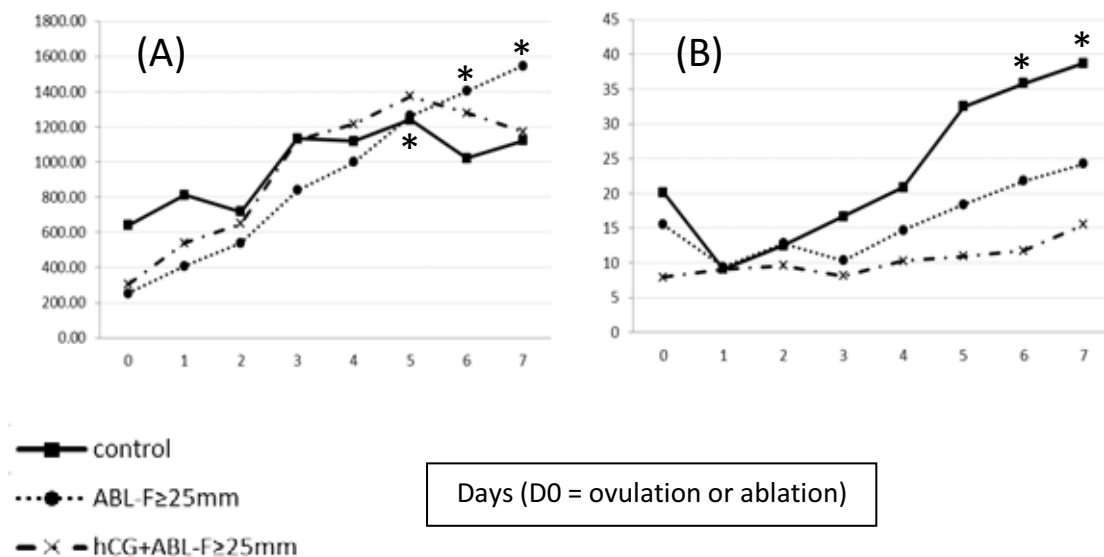 (A)
1800.00
1600.00
1400.00
1200.00
1000.00
800.00
600.00
400.00
200.00
0.00
0 1 2 3 4 5 6 7
* * *
(B)
45
40
35
30
25
20
15
10
5
0
0 1 2 3 4 5 6 7
* *
control
ABL-F≥25mm
hCG+ABL-F≥25mm
Days (D0 = ovulation or ablation)